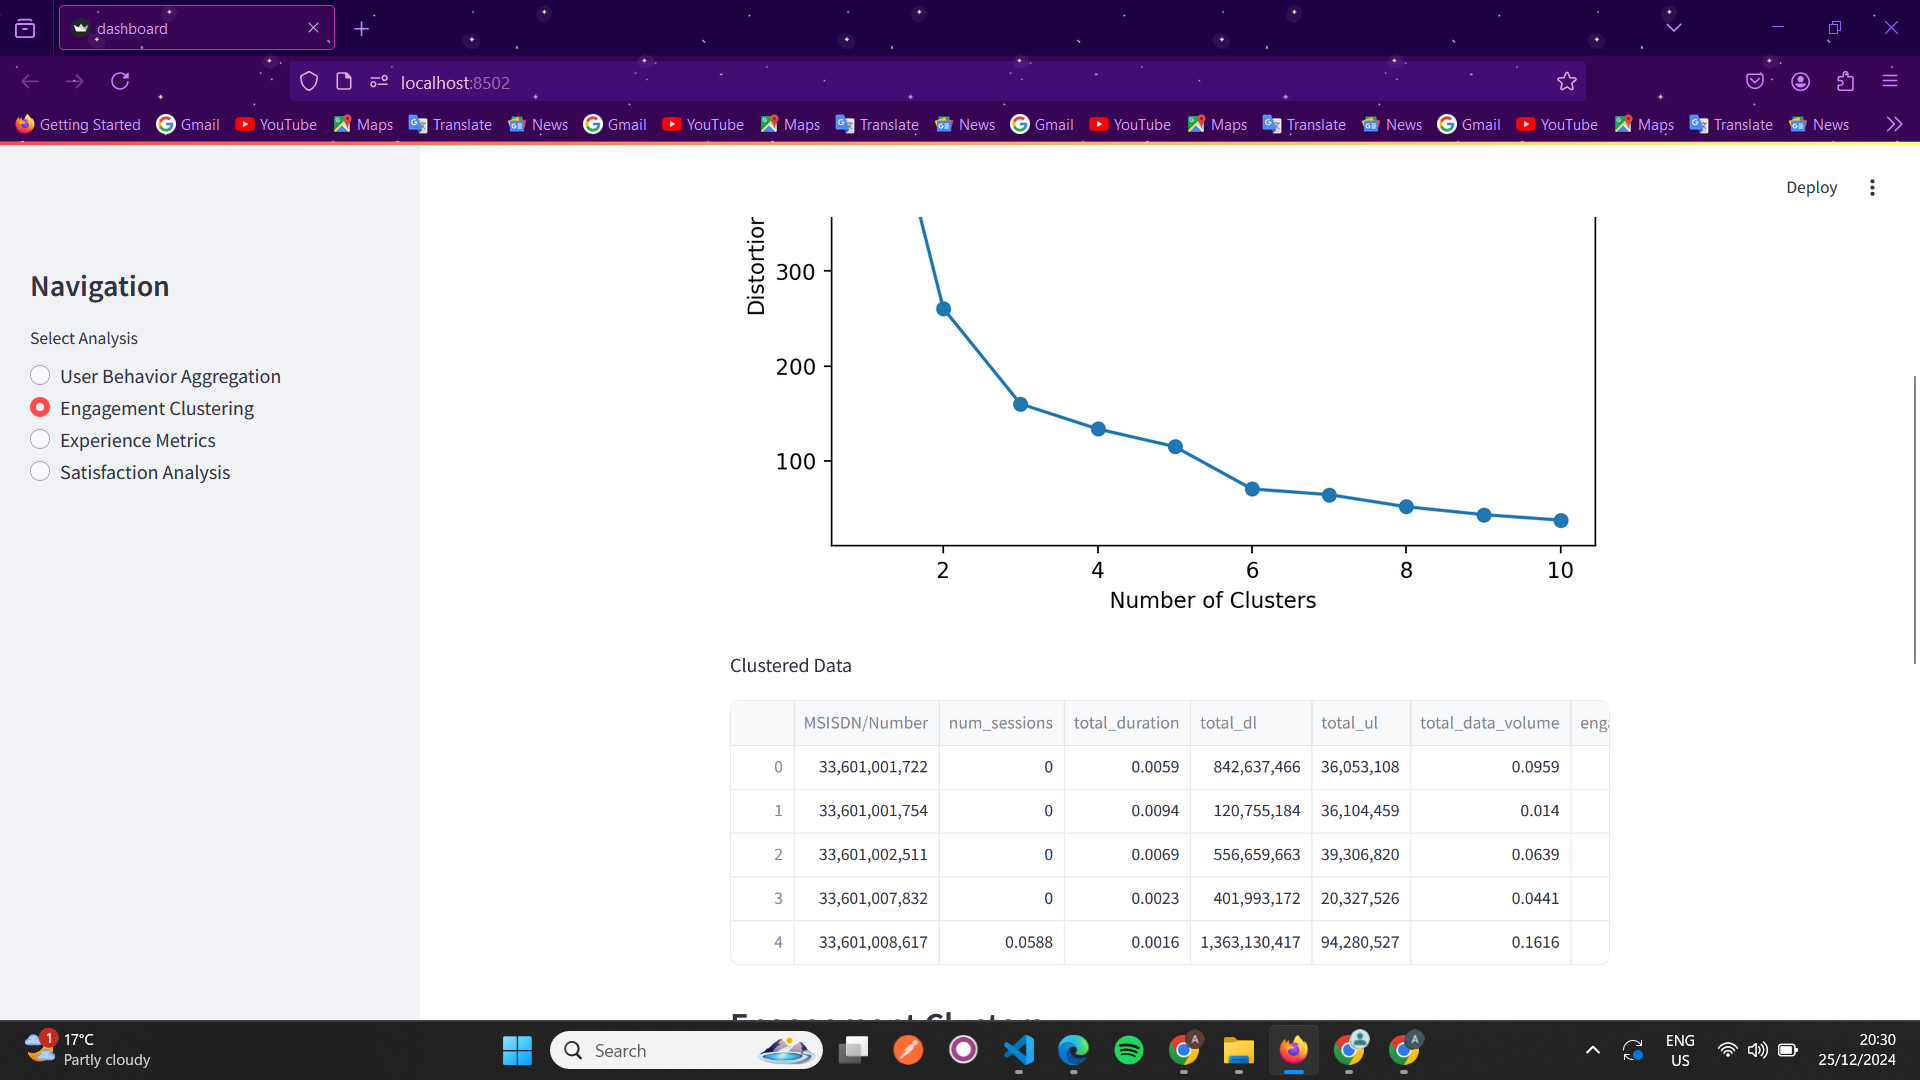 dashboard
localhost:8502
Getting Started Gmail YouTube Maps Translate News Gmail YouTube Maps Translate News Gmail YouTube Maps Translate News Gmail YouTube Maps Translate News
Deploy
Navigation
Select Analysis
User Behavior Aggregation
Engagement Clustering
Experience Metrics
Satisfaction Analysis
300
200
100
2 4 6 8 10
Number of Clusters
Clustered Data
MSISDN/Number num_sessions total_duration total_dl total_ul total_data_volume eng
0 33,601,001,722 0 0.0059 842,637,466 36,053,108 0.0959
1 33,601,001,754 0 0.0094 120,755,184 36,104,459 0.014
2 33,601,002,511 0 0.0069 556,659,663 39,306,820 0.0639
3 33,601,007,832 0 0.0023 401,993,172 20,327,526 0.0441
4 33,601,008,617 0.0588 0.0016 1,363,130,417 94,280,527 0.1616
1
17°C
Partly cloudy
Search
A
A
ENG
US
20:30
25/12/2024